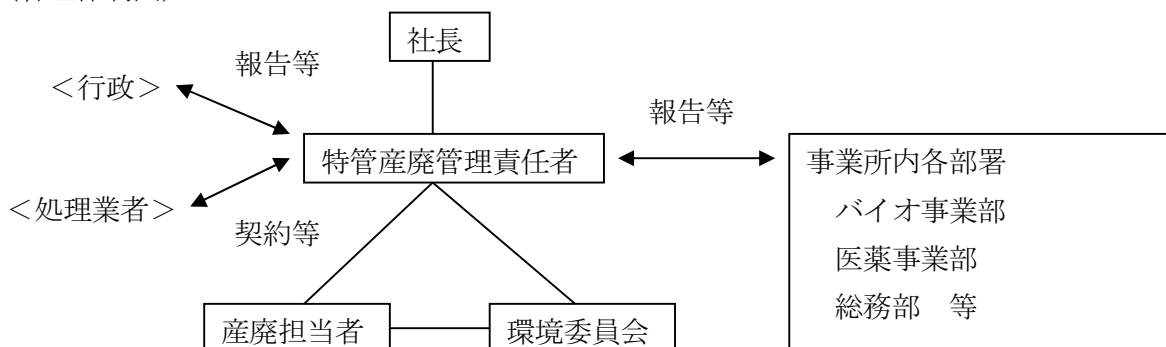 社長
報告等
＜行政＞
報告等
特管産廃管理責任者
事業所内各部署
バイオ事業部
医薬事業部
総務部　等
＜処理業者＞
契約等
産廃担当者
環境委員会